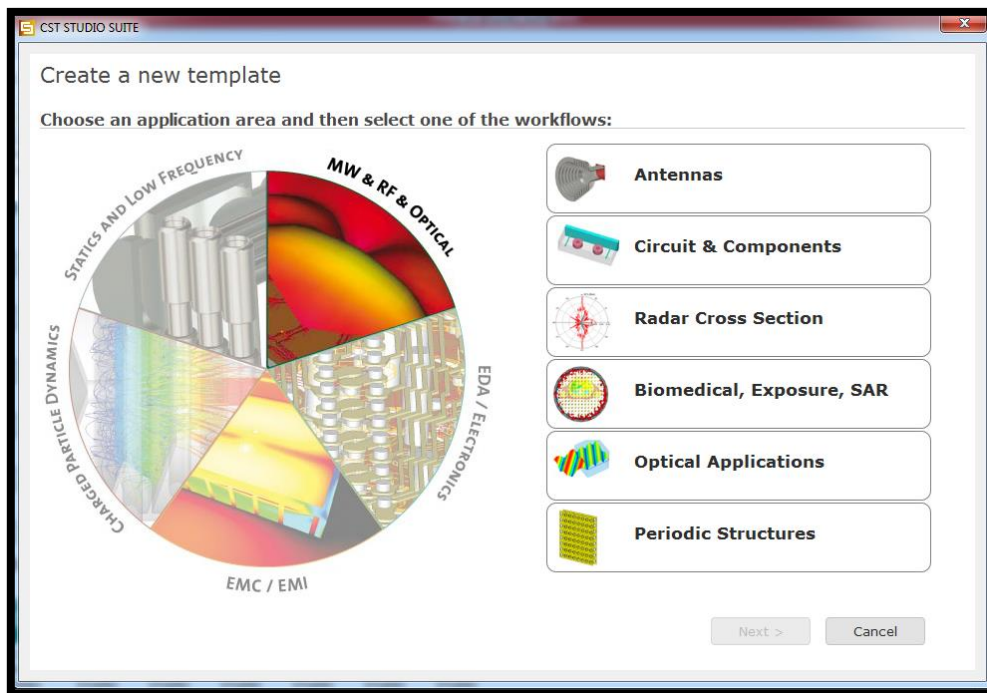 CST STUDIO SUITE
Create a new template
Choose an application area and then select one of the workflows:
STATICS AND LOW FREQUENCY
MW & RF & OPTICAL
EDA / ELECTRONICS
EMC / EMI
CHARGED PARTICLE DYNAMICS
Antennas
Circuit & Components
Radar Cross Section
Biomedical, Exposure, SAR
Optical Applications
Periodic Structures
Next >
Cancel